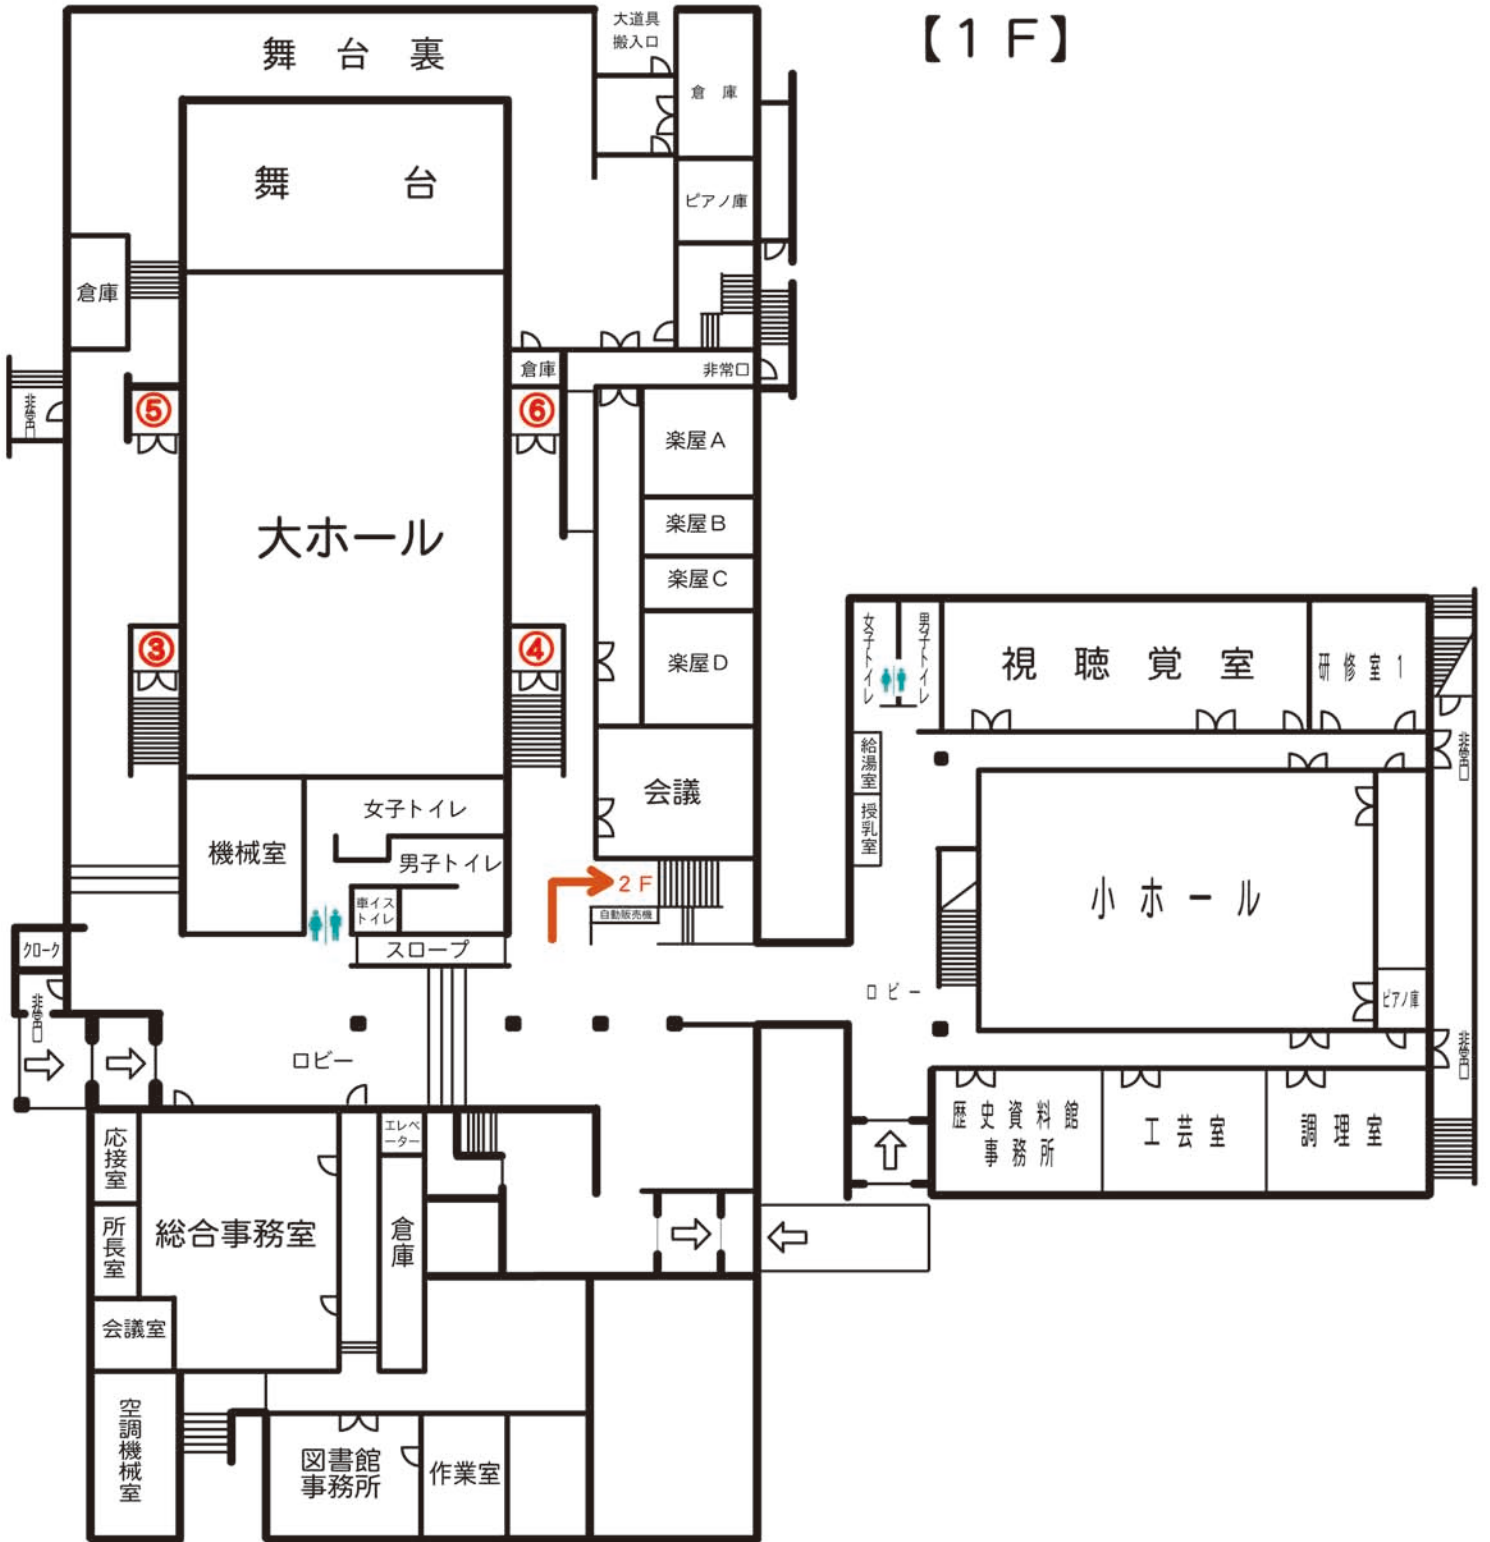 【1 F】
大道具
搬入口
舞台裏
倉庫
舞台
ピアノ庫
倉庫
倉庫
非常口
非常口
⑤
⑥
楽屋A
楽屋B
大ホール
楽屋C
③
④
楽屋D
女子トイレ
男子トイレ
視聴覚室
研修室1
給湯室
授乳室
非常口
会議
女子トイレ
機械室
男子トイレ
車イス
トイレ
2F
自動販売機
小ホール
クローク
スロープ
ロビー
ピアノ庫
非常口
ロビー
非常口
応接室
エレベ
ーター
歴史資料館
事務所
工芸室
調理室
所長室
総合事務室
倉庫
会議室
空調機械室
図書館
事務所
作業室